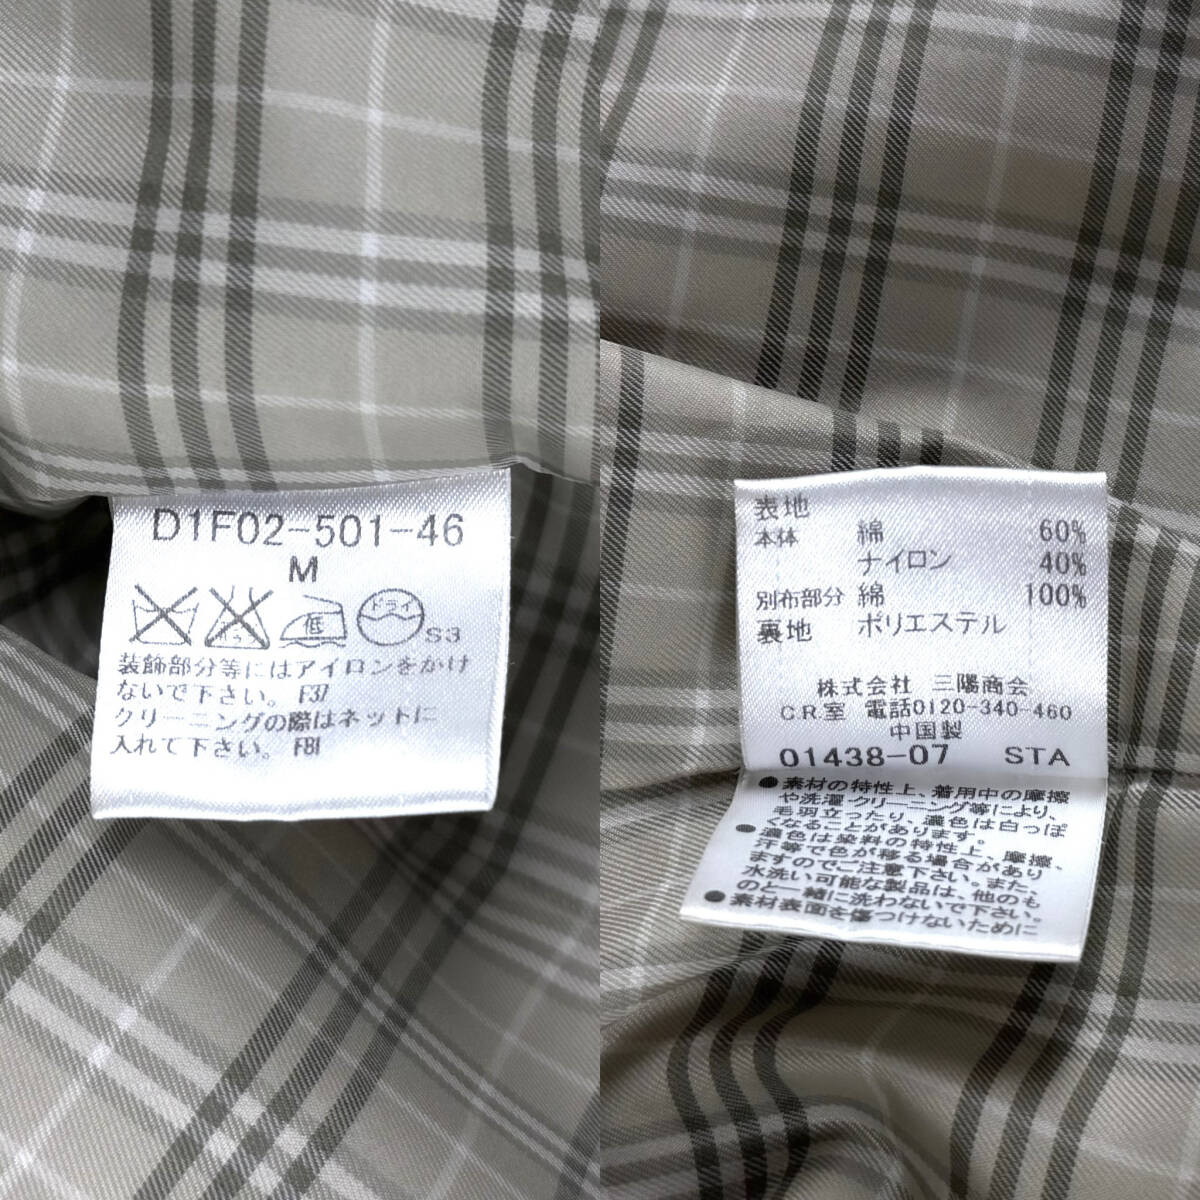 D1F02-501-46
M
低
ドライ
S3
装飾部分等にはアイロンをかけ
ないで下さい。F37
クリーニングの際はネットに
入れて下さい。F81
表地
本体 綿 60%
ナイロン 40%
別布部分 綿 100%
裏地 ポリエステル
株式会社 三陽商会
C.R.室 電話0120-340-460
中国製
01438-07 STA
●素材の特性上、着用中の摩擦
や洗濯クリーニング等により、
毛羽立ったり、濃色は白っぽ
くなることがあります。
●濃色は染料の特性上、摩擦、
汗等で色が移る場合があり
ますのでご注意下さい。また、
水洗い可能な製品は、他のも
のと一緒に洗わないで下さい。
●素材表面を傷つけないために